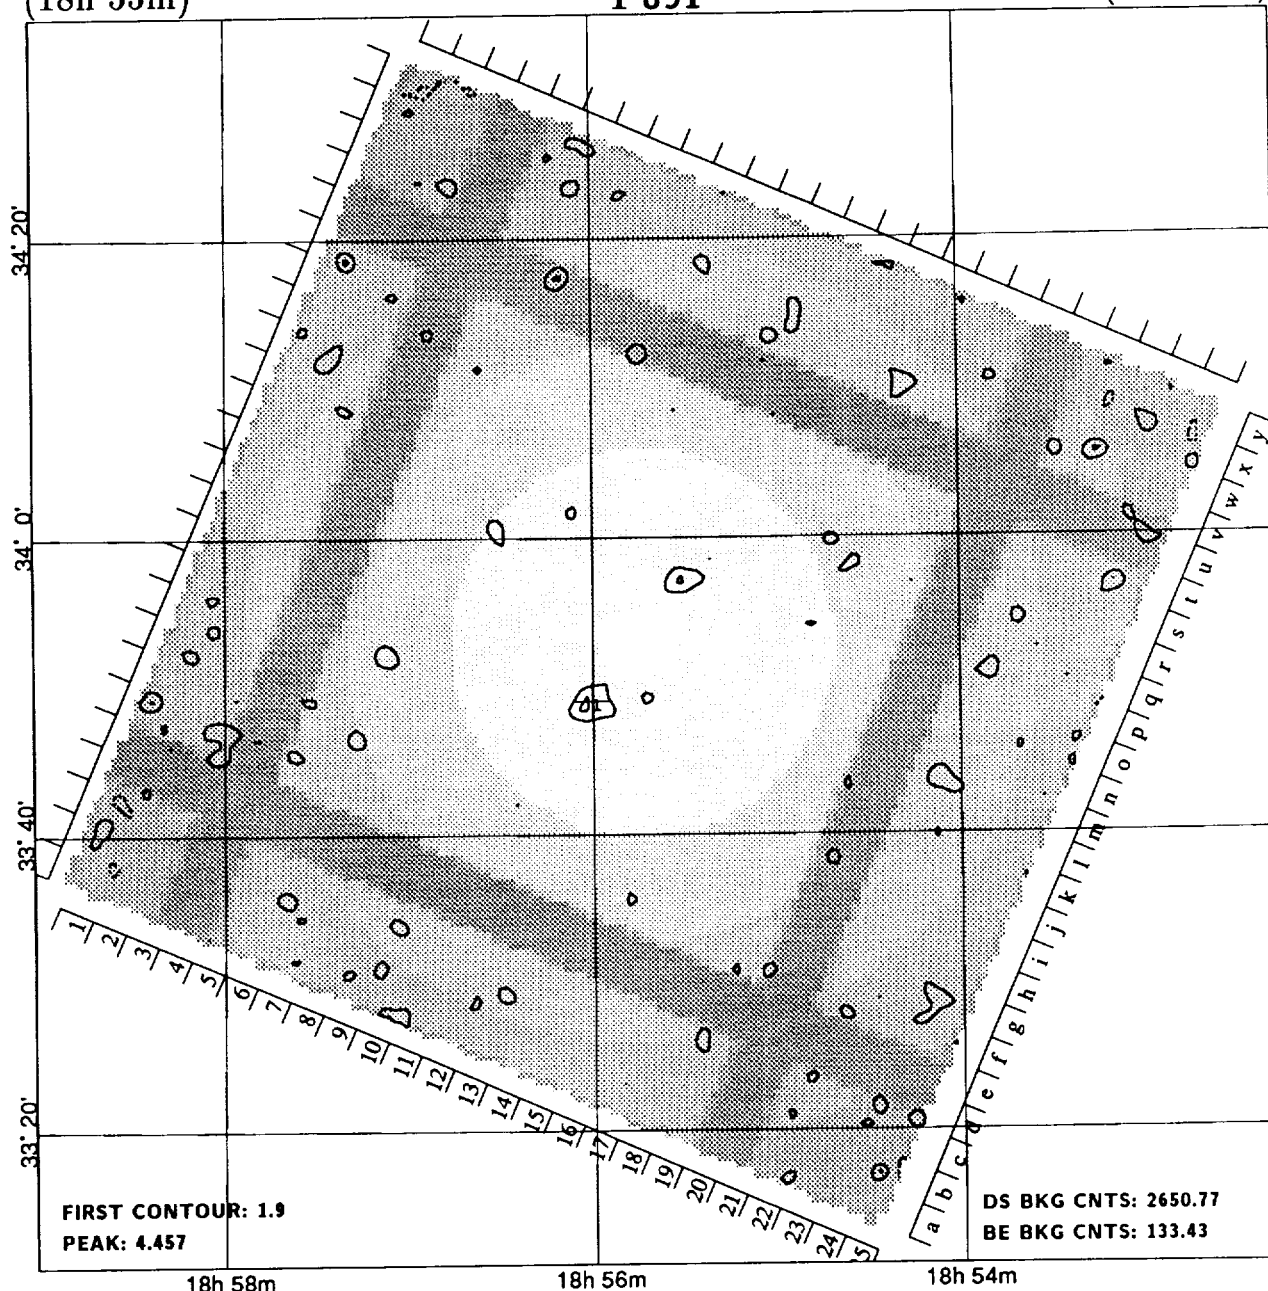 (18h 55m)
34° 20'
34° 0'
33° 40'
33° 20'
1
1 2 3 4 5 6 7 8 9 10 11 12 13 14 15 16 17 18 19 20 21 22 23 24
a b c d e f g h i j k l m n o p q r s t u v w x y
FIRST CONTOUR: 1.9
PEAK: 4.457
DS BKG CNTS: 2650.77
BE BKG CNTS: 133.43
18h 58m
18h 56m
18h 54m